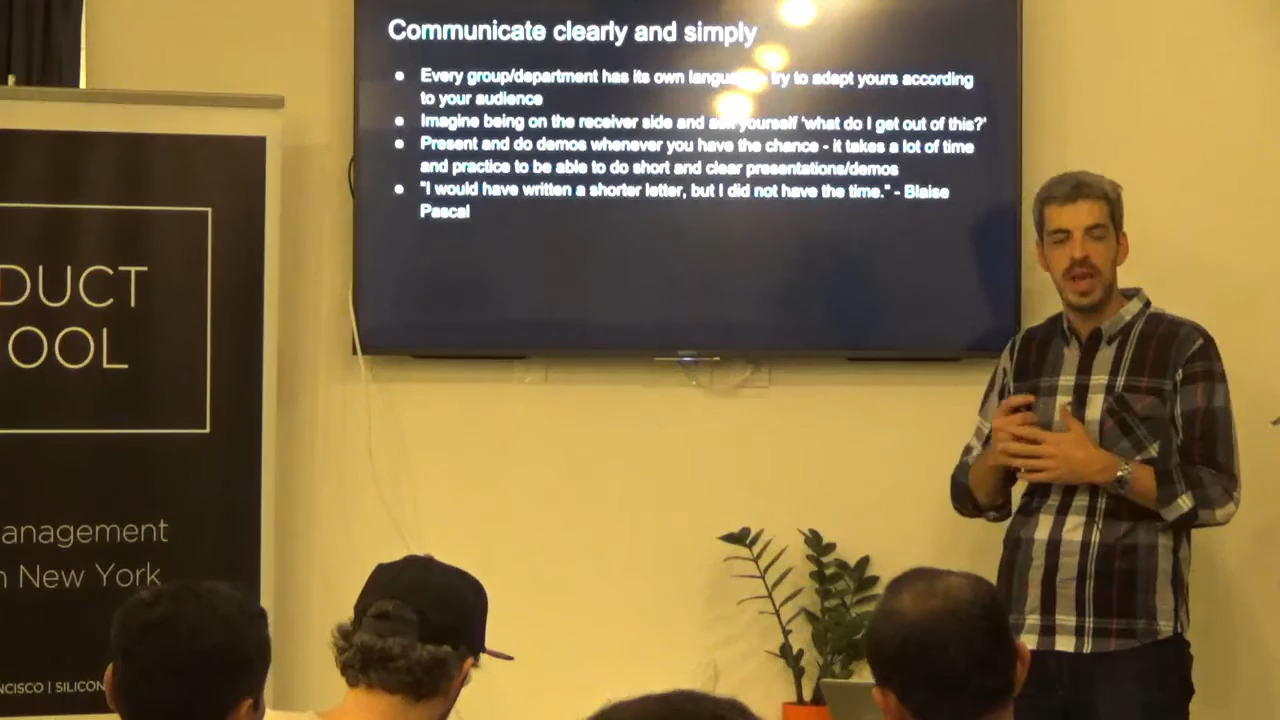 Communicate clearly and simply
• Every group/department has its own language - try to adapt yours according
to your audience
• Imagine being on the receiver side and ask yourself 'what do I get out of this?'
• Present and do demos whenever you have the chance - it takes a lot of time
and practice to be able to do short and clear presentations/demos
• "I would have written a shorter letter, but I did not have the time." - Blaise
Pascal
DUCT
OOL
anagement
n New York
NCISCO | SILICON